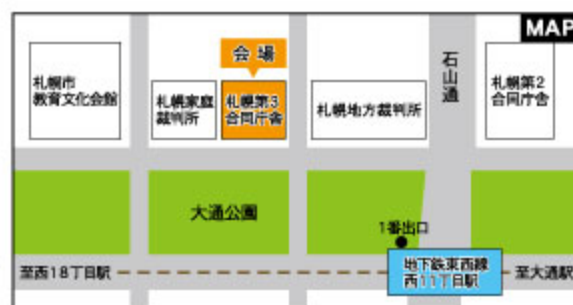 MAP
会場
石山通
札幌市
教育文化会館
札幌家庭
裁判所
札幌第3
合同庁舎
札幌地方裁判所
札幌第2
合同庁舎
大通公園
1番出口
地下鉄東西線
西11丁目駅
至西18丁目駅
至大通駅